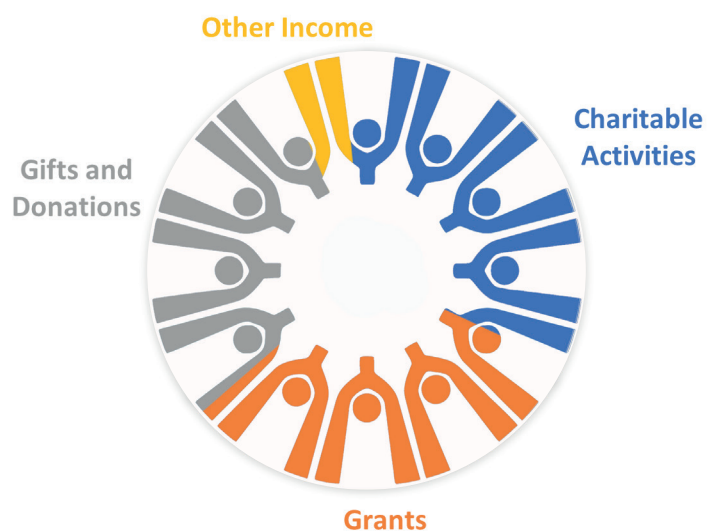 Other Income
Charitable
Activities
Gifts and
Donations
Grants